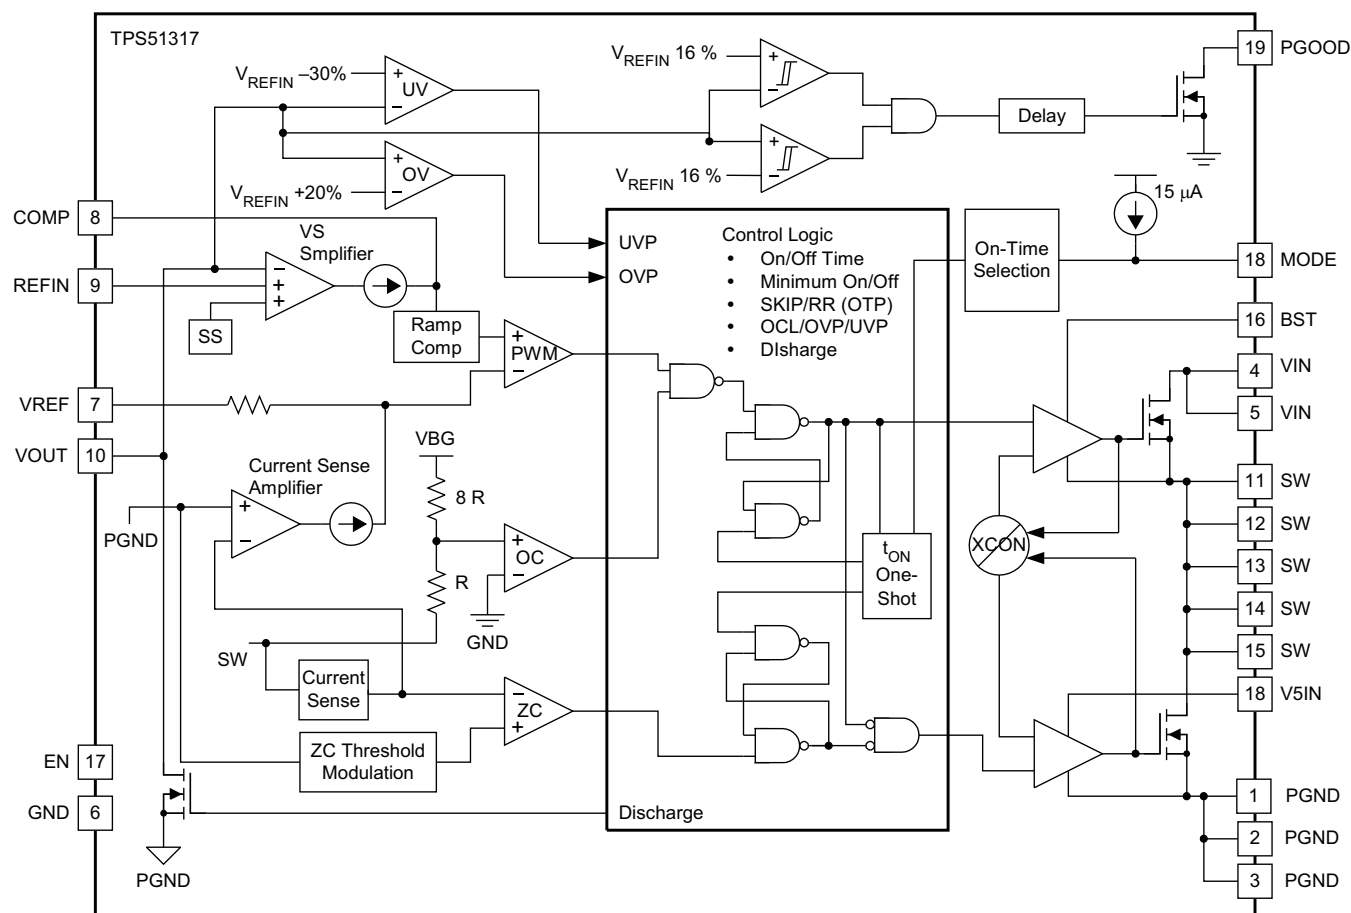 TPS51317
19 PGOOD
V_REFIN –30%
+
UV
−
V_REFIN 16 %
+
−
Delay
+
−
V_REFIN 16 %
+
OV
−
V_REFIN +20%
COMP 8
15 µA
VS
Smplifier
UVP
OVP
Control Logic
• On/Off Time
• Minimum On/Off
• SKIP/RR (OTP)
• OCL/OVP/UVP
• DIsharge
On-Time
Selection
18 MODE
REFIN 9
−
+
+
SS
Ramp
Comp
+
PWM
−
16 BST
4 VIN
5 VIN
VREF 7
VOUT 10
VBG
8 R
Current Sense
Amplifier
+
−
PGND
+
OC
−
R
GND
SW
Current
Sense
−
ZC
+
ZC Threshold
Modulation
t_ON
One-
Shot
XCON
11 SW
12 SW
13 SW
14 SW
15 SW
18 V5IN
EN 17
GND 6
Discharge
PGND
1 PGND
2 PGND
3 PGND